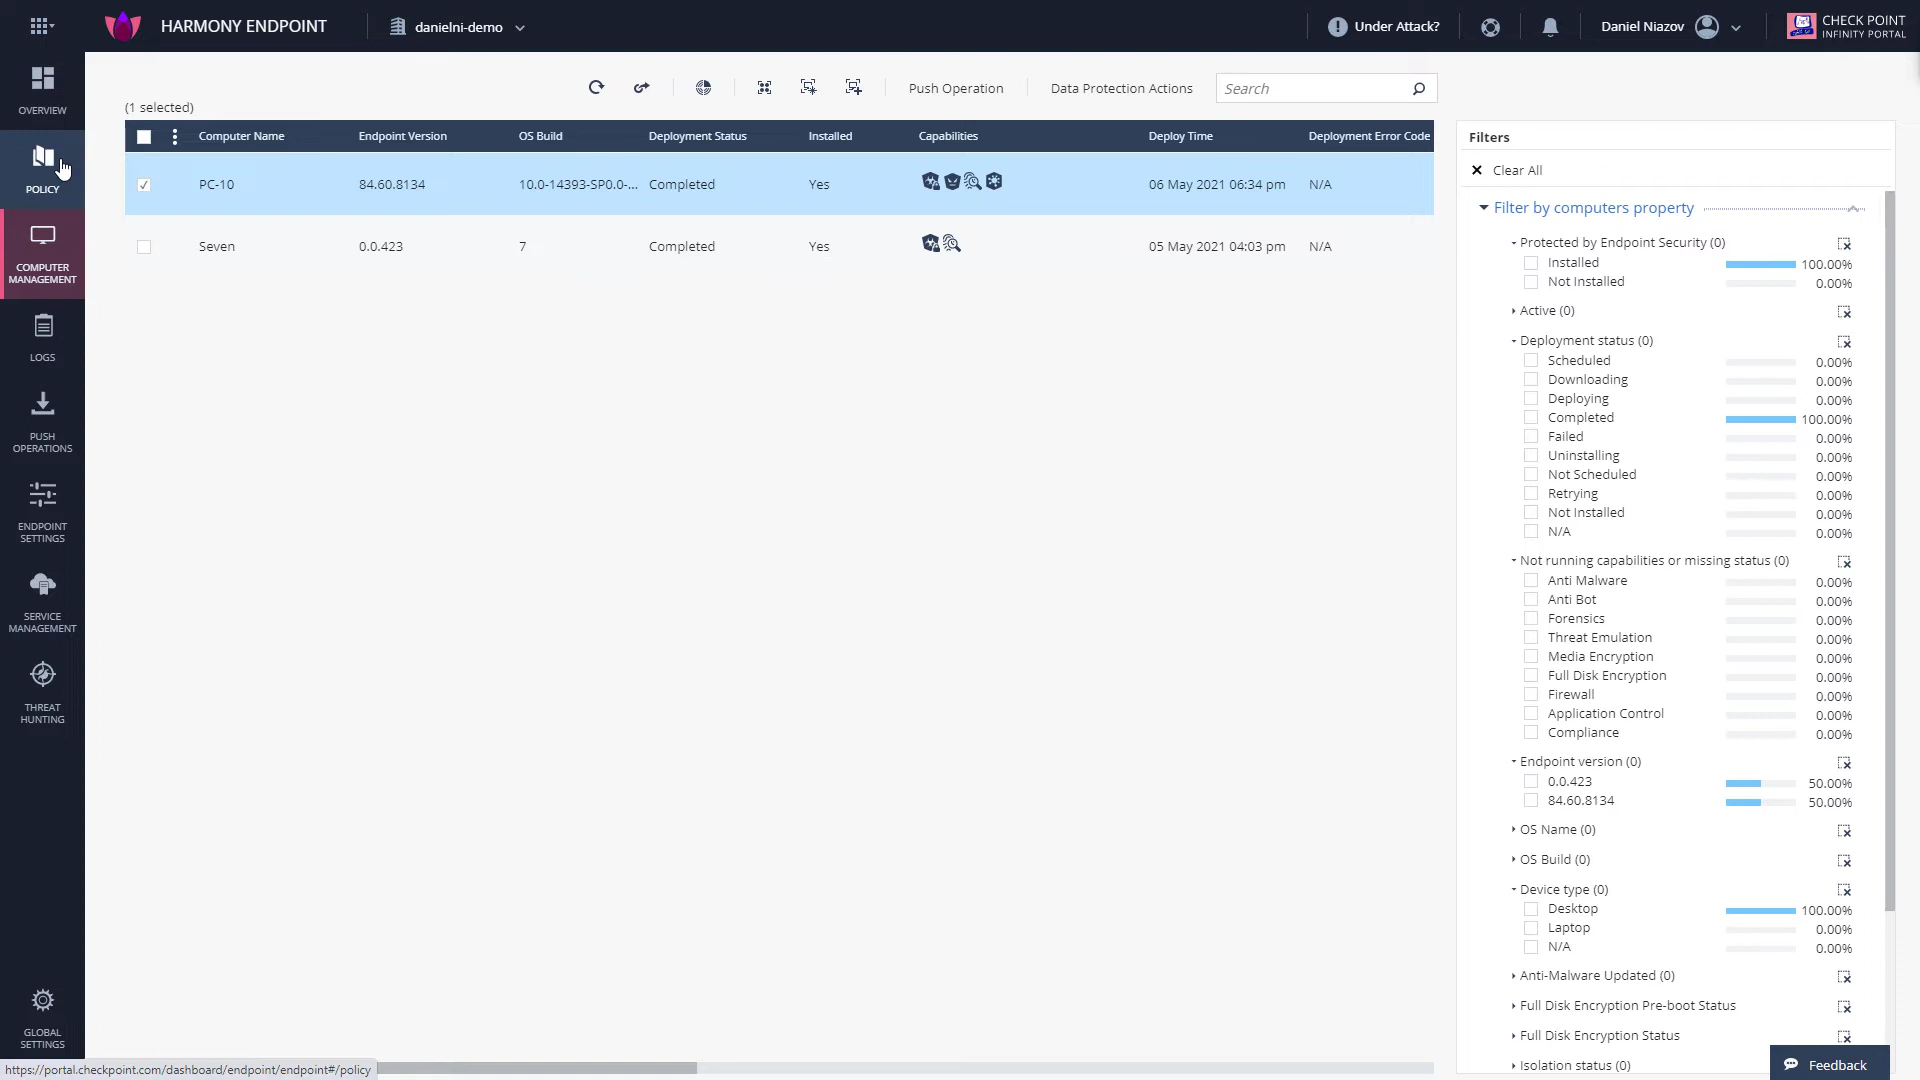 HARMONY ENDPOINT
danielni-demo
Under Attack?
Daniel Niazov
CHECK POINT
INFINITY PORTAL
OVERVIEW
POLICY
COMPUTER
MANAGEMENT
LOGS
PUSH
OPERATIONS
ENDPOINT
SETTINGS
SERVICE
MANAGEMENT
THREAT
HUNTING
GLOBAL
SETTINGS
(1 selected)
Push Operation
Data Protection Actions
Search
Computer Name Endpoint Version OS Build Deployment Status Installed Capabilities Deploy Time Deployment Error Code
PC-10 84.60.8134 10.0-14393-SP0.0-... Completed Yes 06 May 2021 06:34 pm N/A
Seven 0.0.423 7 Completed Yes 05 May 2021 04:03 pm N/A
Filters
Clear All
Filter by computers property
Protected by Endpoint Security (0)
Installed 100.00%
Not Installed 0.00%
Active (0)
Deployment status (0)
Scheduled 0.00%
Downloading 0.00%
Deploying 0.00%
Completed 100.00%
Failed 0.00%
Uninstalling 0.00%
Not Scheduled 0.00%
Retrying 0.00%
Not Installed 0.00%
N/A 0.00%
Not running capabilities or missing status (0)
Anti Malware 0.00%
Anti Bot 0.00%
Forensics 0.00%
Threat Emulation 0.00%
Media Encryption 0.00%
Full Disk Encryption 0.00%
Firewall 0.00%
Application Control 0.00%
Compliance 0.00%
Endpoint version (0)
0.0.423 50.00%
84.60.8134 50.00%
OS Name (0)
OS Build (0)
Device type (0)
Desktop 100.00%
Laptop 0.00%
N/A 0.00%
Anti-Malware Updated (0)
Full Disk Encryption Pre-boot Status
Full Disk Encryption Status
Isolation status (0)
Feedback
https://portal.checkpoint.com/dashboard/endpoint/endpoint#/policy